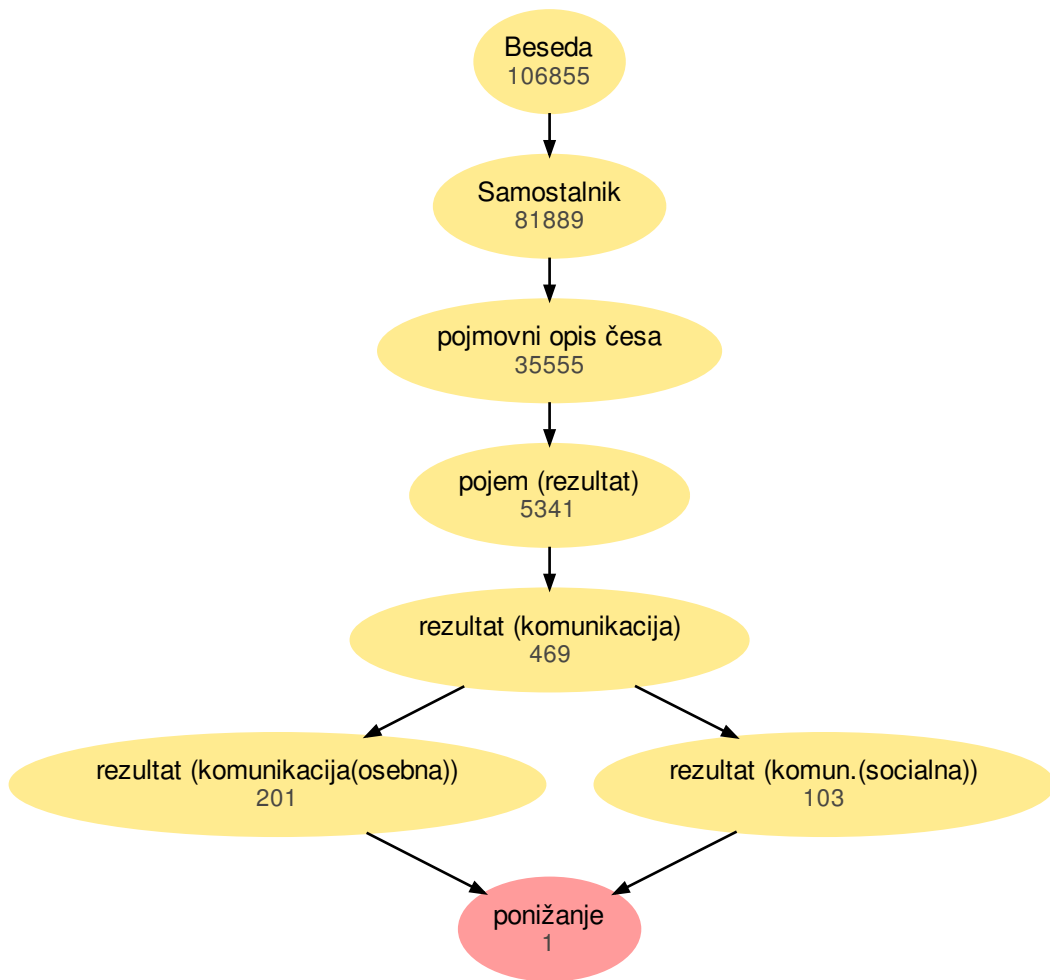 Beseda
106855
Samostalnik
81889
pojmovni opis česa
35555
pojem (rezultat)
5341
rezultat (komunikacija)
469
rezultat (komunikacija(osebna))
201
rezultat (komun.(socialna))
103
ponižanje
1